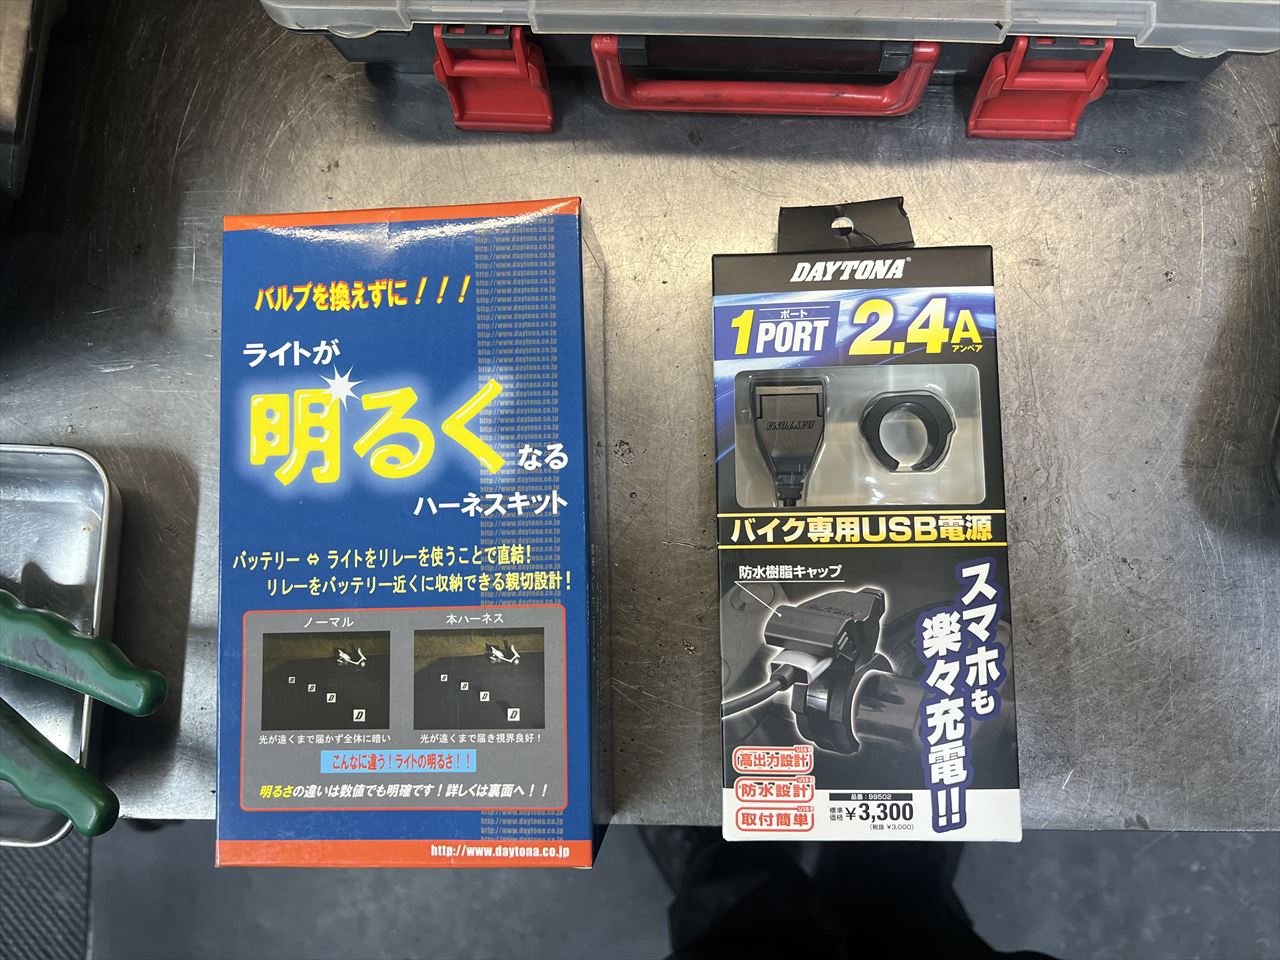 バルブを換えずに!!!
ライトが
明るくなる
ハーネスキット
バッテリー ⇔ ライトをリレーを使うことで直結!
リレーをバッテリー近くに収納できる親切設計!
ノーマル
本ハーネス
光が遠くまで届かず全体に暗い
光が遠くまで届き視界良好!
こんなに違う!ライトの明るさ!!
明るさの違いは数値でも明確です!詳しくは裏面へ!!
http://www.daytona.co.jp
DAYTONA®
1PORT
ポート
2.4A
アンペア
DAYTONA
バイク専用USB電源
防水樹脂キャップ
スマホも
楽々充電!!
高出力設計
防水設計
取付簡単
品番:99502
標準価格 ¥3,300
(税抜 ¥3,000)